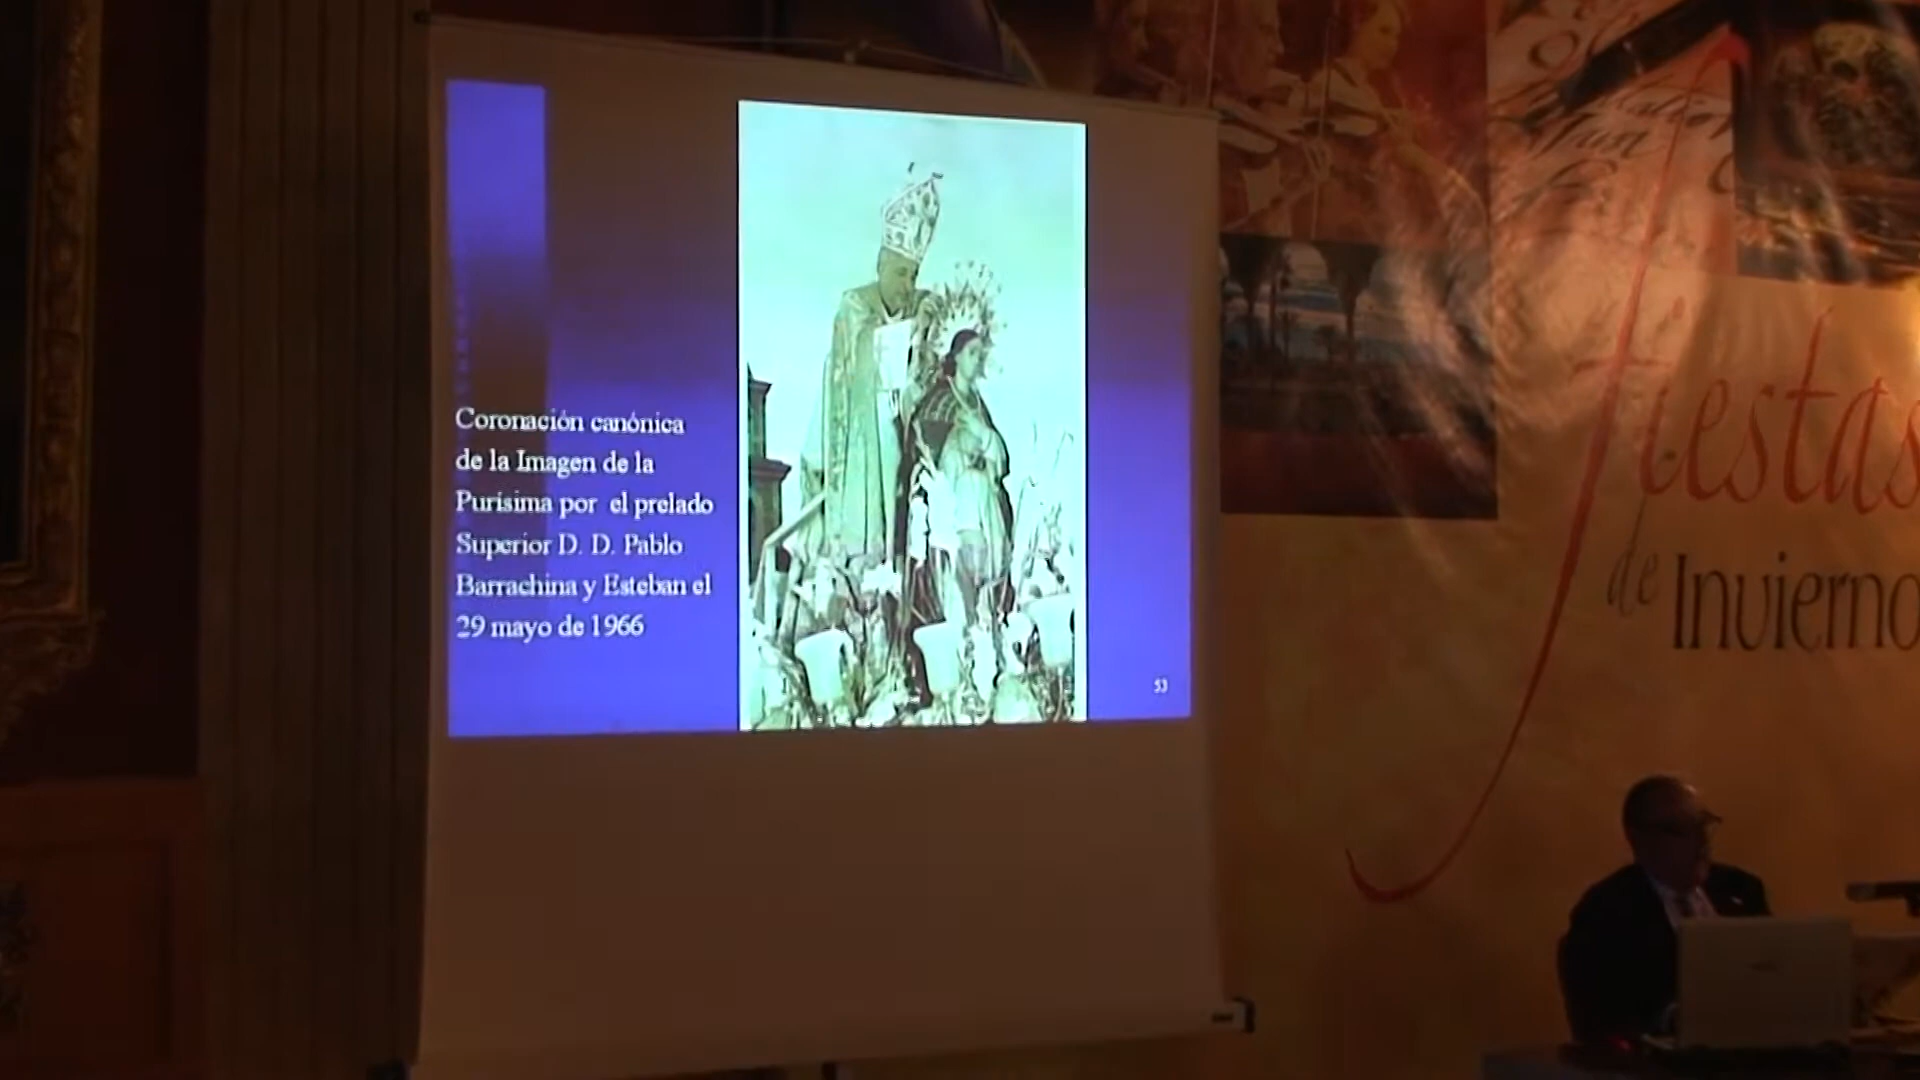 Coronación canónica
de la Imagen de la
Purísima por el prelado
Superior D. D. Pablo
Barrachina y Esteban el
29 mayo de 1966
53
fiestas
de Invierno